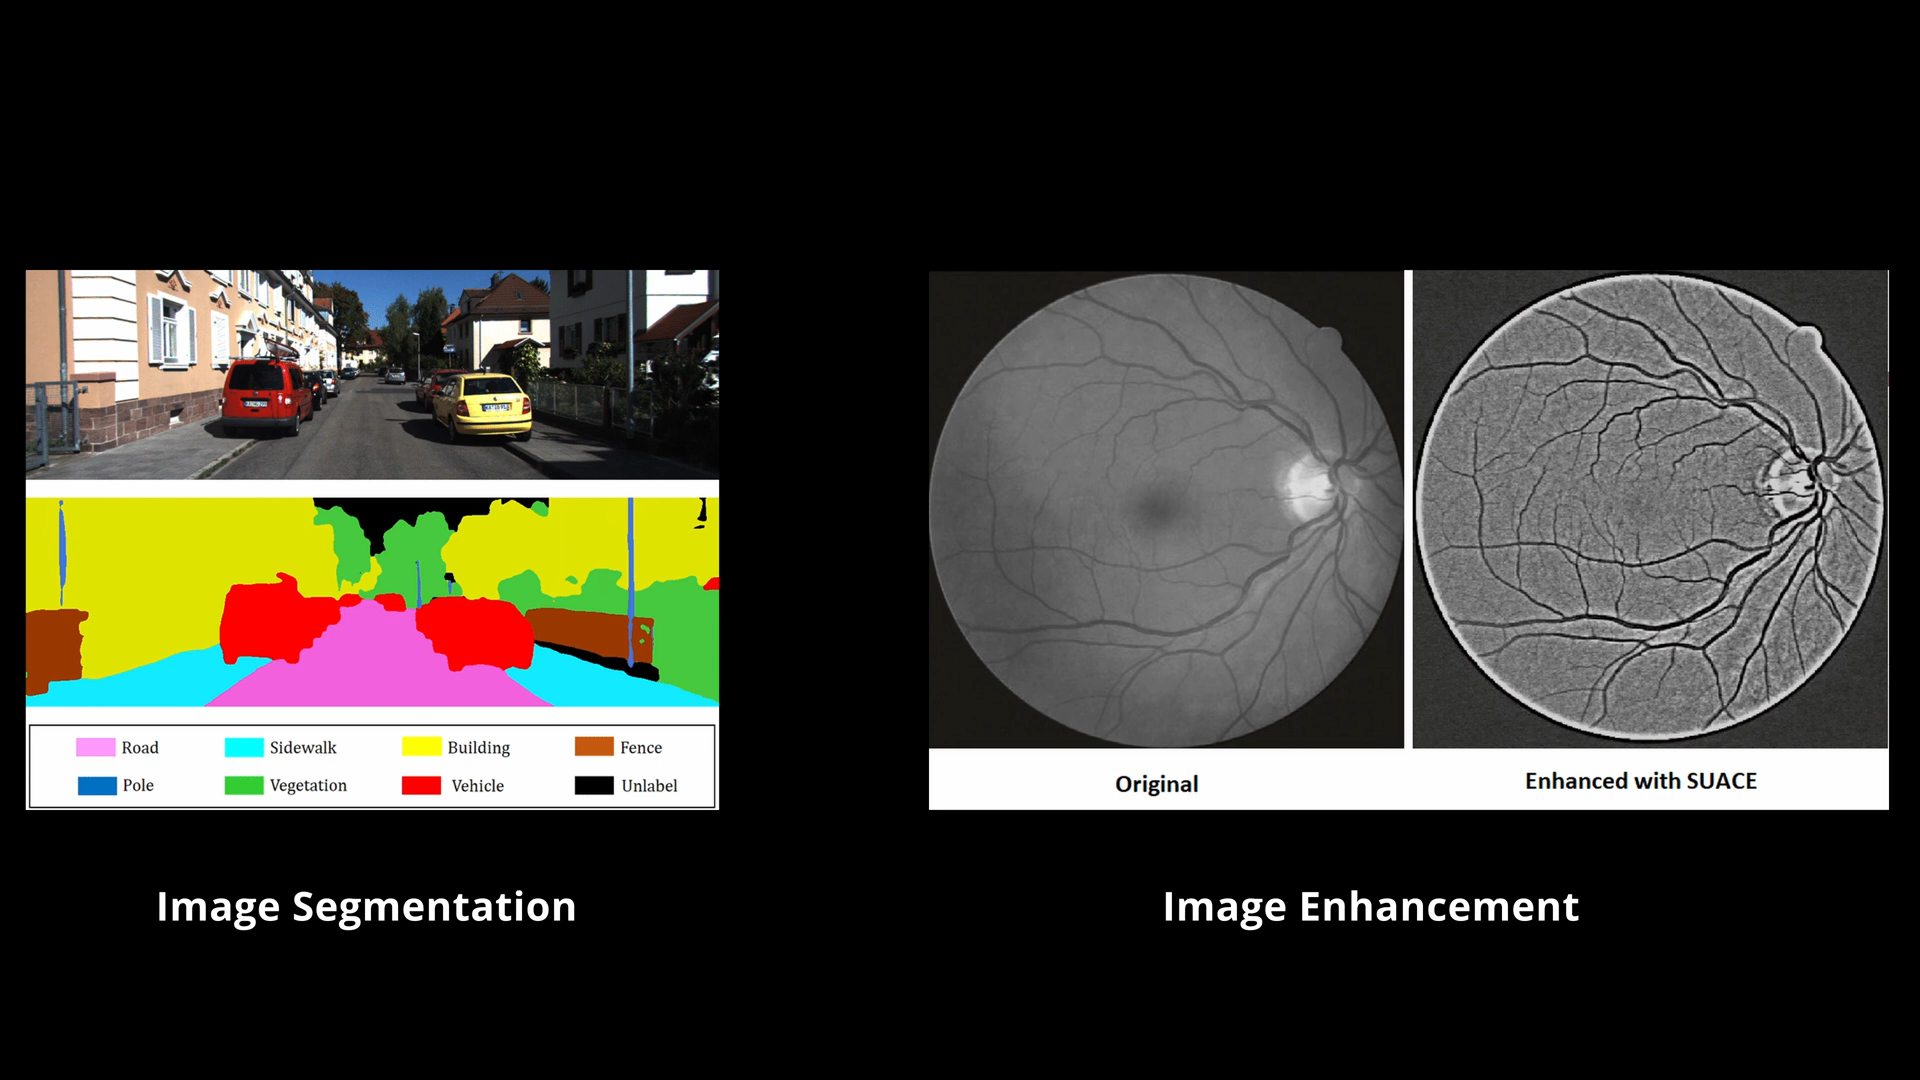 Road
Sidewalk
Building
Fence
Pole
Vegetation
Vehicle
Unlabel
Original
Enhanced with SUACE
Image Segmentation
Image Enhancement